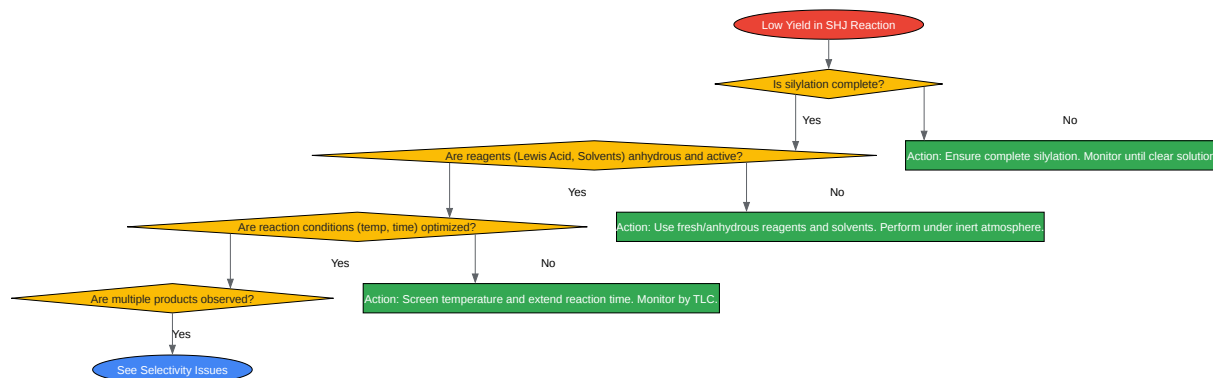 Low Yield in SHJ Reaction
Is silylation complete?
Yes
No
Action: Ensure complete silylation. Monitor until clear solution
Are reagents (Lewis Acid, Solvents) anhydrous and active?
Yes
No
Action: Use fresh/anhydrous reagents and solvents. Perform under inert atmosphere.
Are reaction conditions (temp, time) optimized?
Yes
No
Action: Screen temperature and extend reaction time. Monitor by TLC.
Are multiple products observed?
Yes
See Selectivity Issues